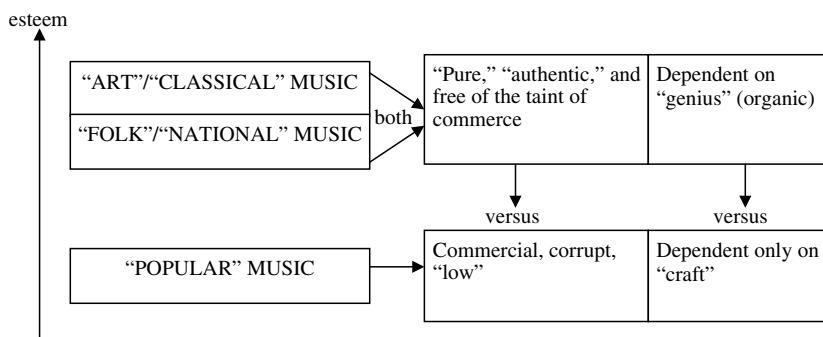 esteem
“ART”/“CLASSICAL” MUSIC
“FOLK”/“NATIONAL” MUSIC
both
“Pure,” “authentic,” and
free of the taint of
commerce
Dependent on
“genius” (organic)
versus
versus
“POPULAR” MUSIC
Commercial, corrupt,
“low”
Dependent only on
“craft”